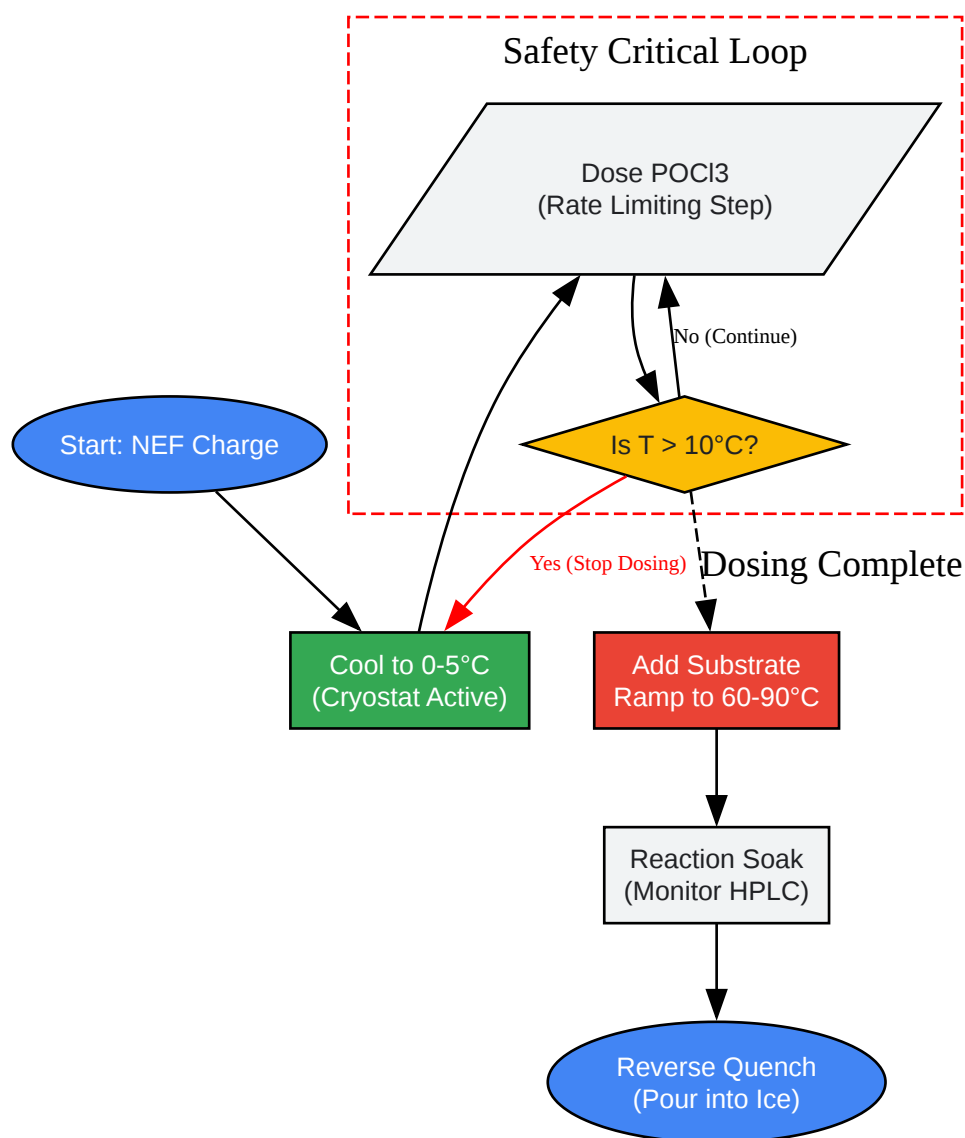 Safety Critical Loop
Dose POCl3
(Rate Limiting Step)
No (Continue)
Start: NEF Charge
Is T > 10°C?
Yes (Stop Dosing)
Dosing Complete
Cool to 0-5°C
(Cryostat Active)
Add Substrate
Ramp to 60-90°C
Reaction Soak
(Monitor HPLC)
Reverse Quench
(Pour into Ice)